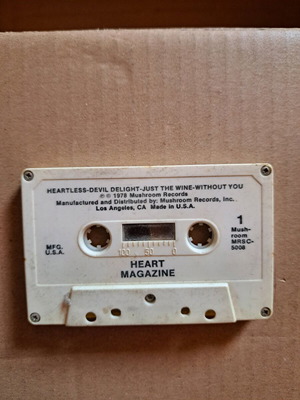 HEARTLESS-DEVIL DELIGHT-JUST THE WINE-WITHOUT YOU
℗ © 1978 Mushroom Records
Manufactured and Distributed by: Mushroom Records, Inc.
Los Angeles, CA Made in U.S.A.
1
Mush-
room
MRSC-
5008
MFG.
U.S.A.
100 50 0
HEART
MAGAZINE